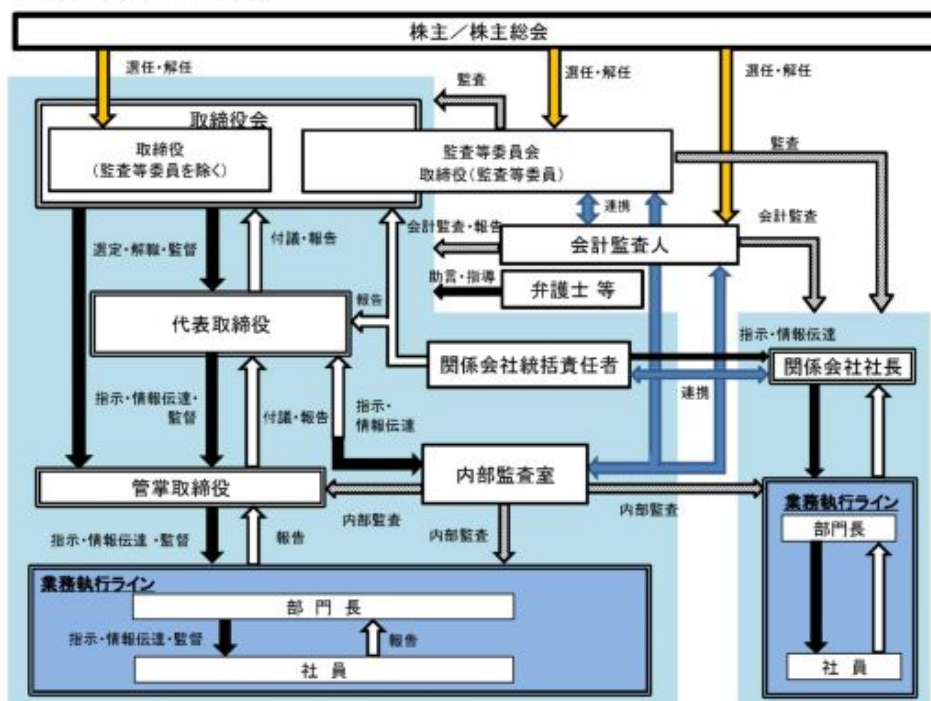 株主／株主総会
選任・解任
選任・解任
選任・解任
監査
取締役会
取締役
（監査等委員を除く）
監査等委員会
取締役（監査等委員）
監査
連携
会計監査・報告
会計監査人
会計監査
選定・解職・監督
付議・報告
助言・指導
弁護士 等
報告
代表取締役
関係会社統括責任者
指示・情報伝達
関係会社社長
連携
指示・情報伝達・
監督
付議・報告
指示・
情報伝達
内部監査室
管掌取締役
内部監査
内部監査
内部監査
指示・情報伝達・監督
報告
業務執行ライン
部 門 長
指示・情報伝達・監督
報告
社 員
業務執行ライン
部門長
社 員